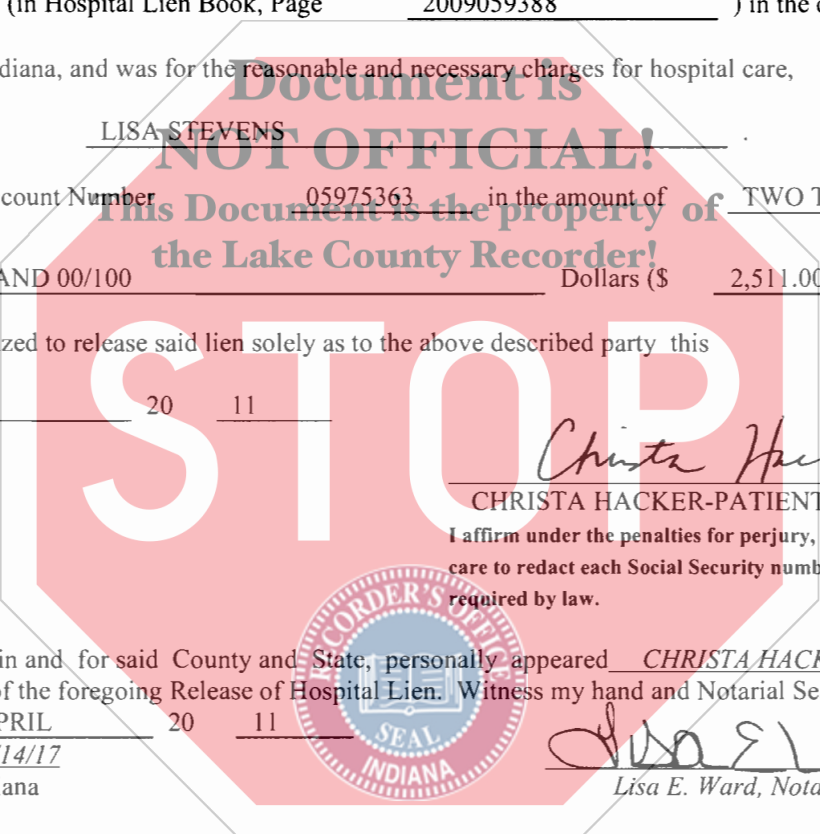 (in Hospital Lien Book, Page 2009059388 ) in the
diana, and was for the reasonable and necessary charges for hospital care,
Document is
LISA STEVENS .
NOT OFFICIAL!
count Number 05975363 in the amount of TWO T
This Document is the property of
the Lake County Recorder!
AND 00/100 Dollars ($ 2,511.00
zed to release said lien solely as to the above described party this
20 11
STOP
Christa Hac
CHRISTA HACKER-PATIENT
I affirm under the penalties for perjury,
care to redact each Social Security numb
required by law.
RECORDER'S OFFICE
in and for said County and State, personally appeared CHRISTA HACK
of the foregoing Release of Hospital Lien. Witness my hand and Notarial Se
PRIL 20 11
SEAL
INDIANA
14/17
Lisa E W
ana
Lisa E. Ward, Nota